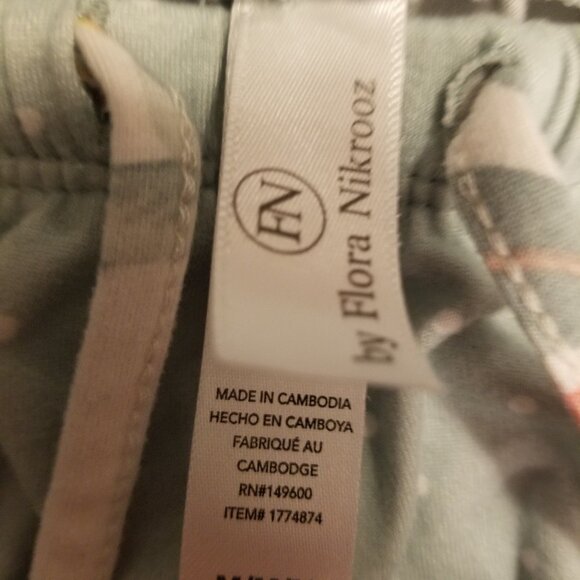 FN
by Flora Nikrooz
MADE IN CAMBODIA
HECHO EN CAMBOYA
FABRIQUÉ AU
CAMBODGE
RN#149600
ITEM# 1774874